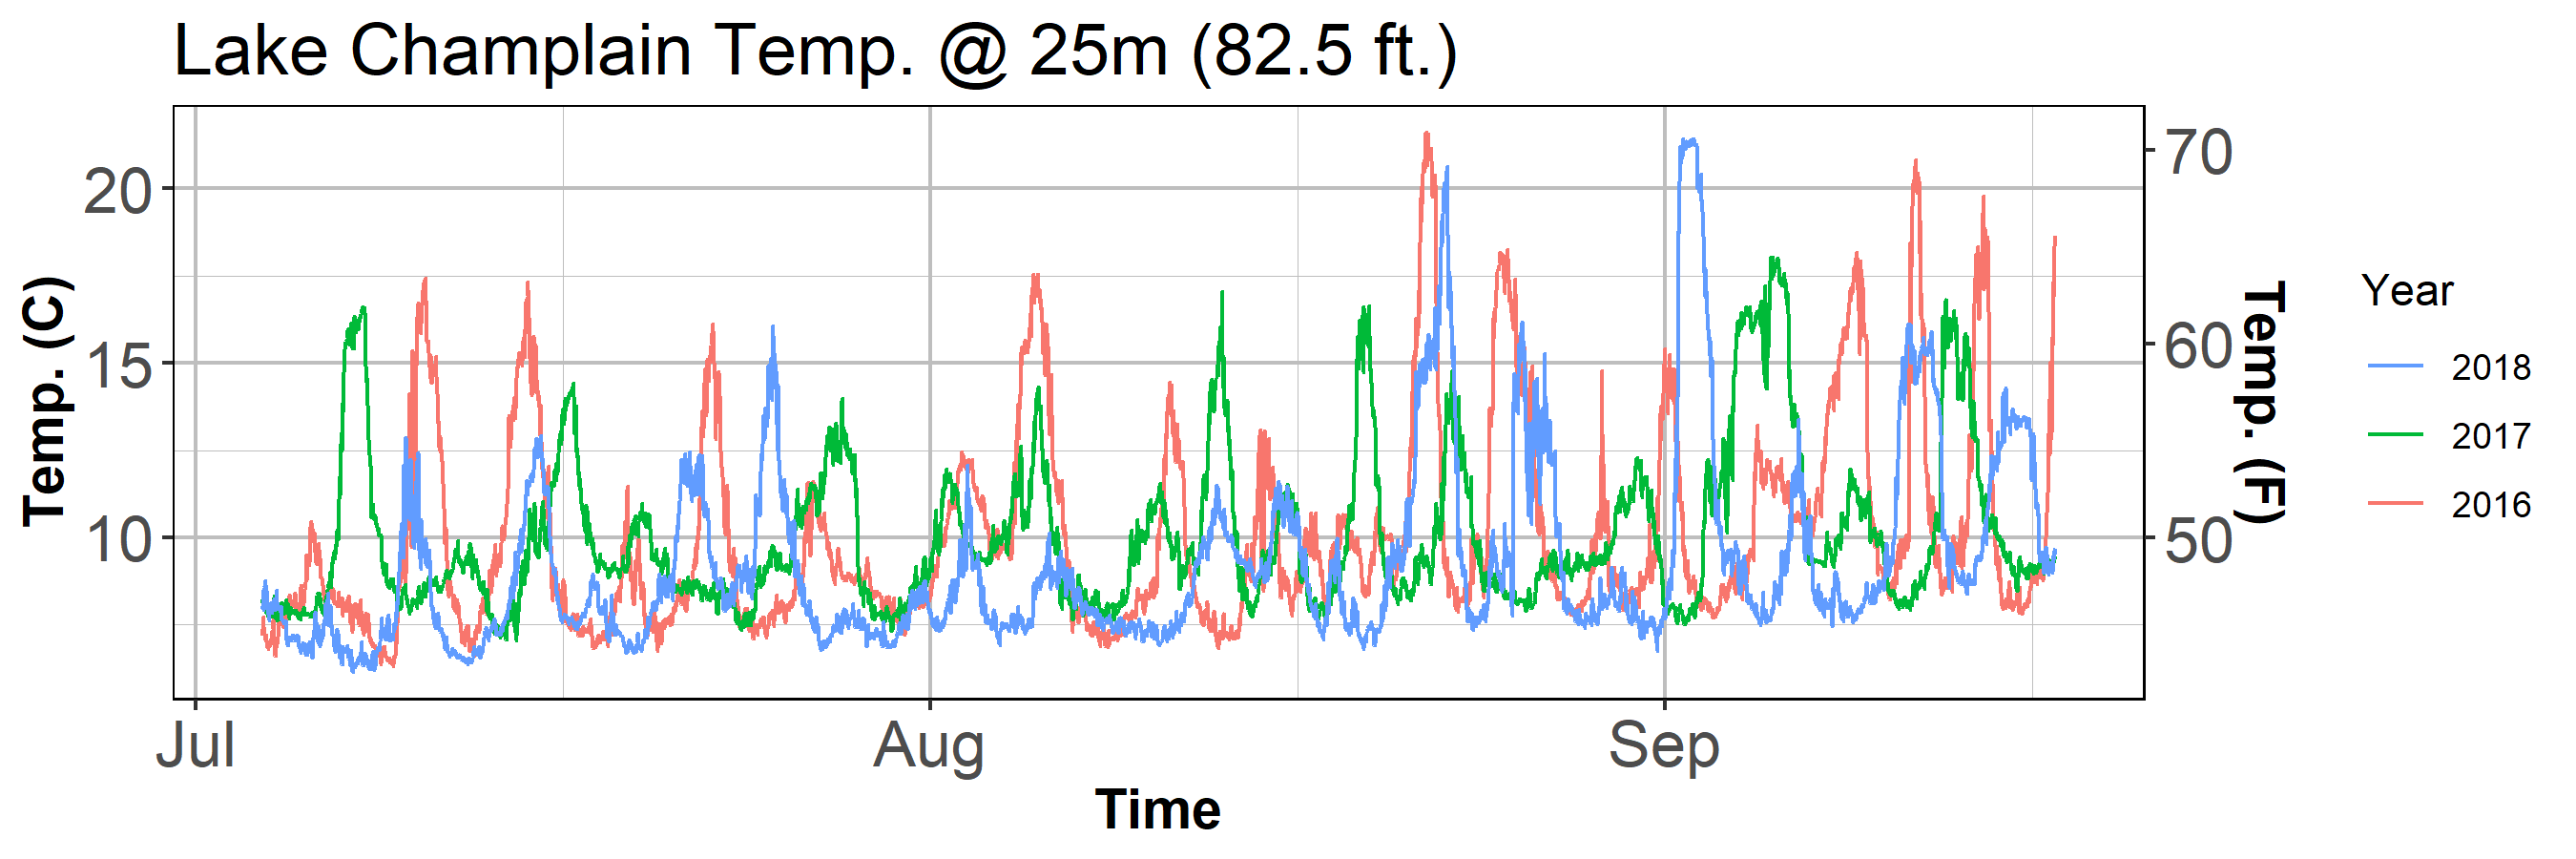 Lake Champlain Temp. @ 25m (82.5 ft.)
Temp. (C)
20
15
10
70
60
50
Temp. (F)
Jul
Aug
Sep
Time
Year
2018
2017
2016